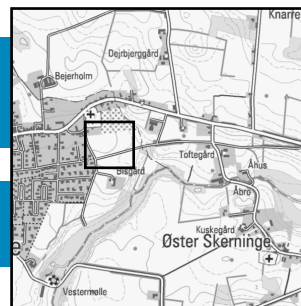 Knarre
Dejrbjerggård
Bejerholm
Toftegård
Bisgård
Åhus
Åbro
Kuskegård
Øster Skerninge
e
Vestermølle